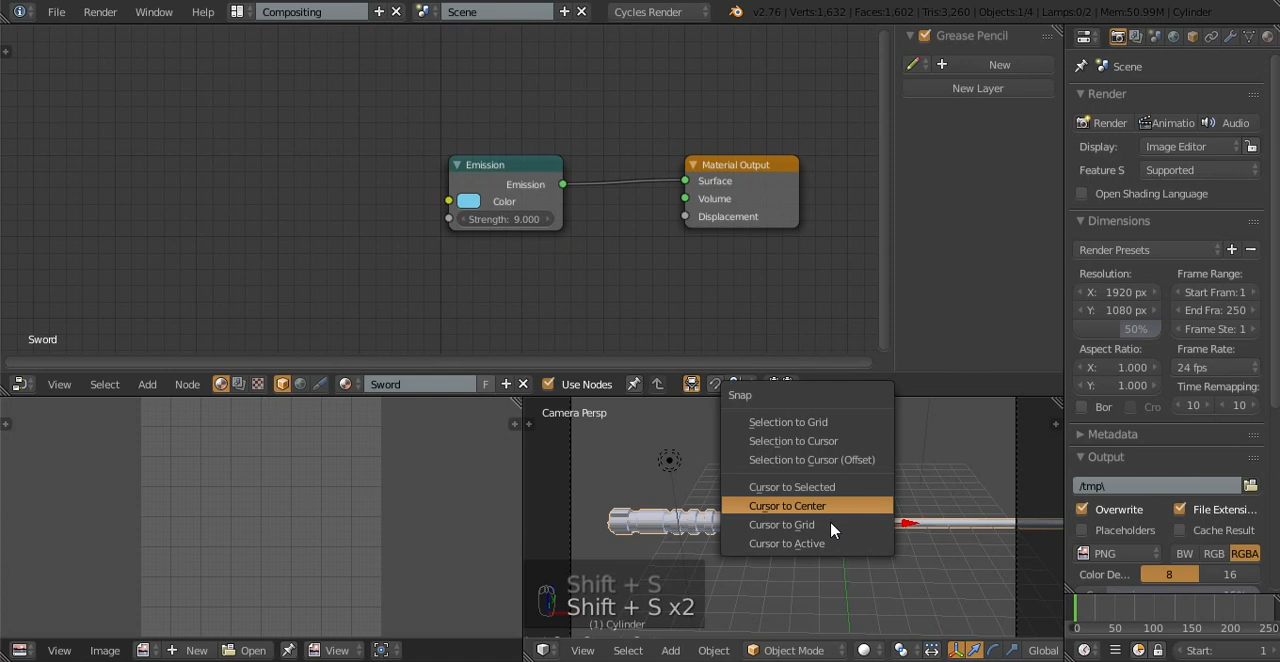 File Render Window Help Compositing Scene Cycles Render v2.76 | Verts:1,632 | Faces:1,602 | Tris:3,260 | Objects:1/4 | Lamps:0/2 | Mem:50.99M | Cylinder
Grease Pencil
New
New Layer
Emission
Emission
Color
Strength: 9.000
Material Output
Surface
Volume
Displacement
Sword
View Select Add Node Sword F Use Nodes
Camera Persp
Snap
Selection to Grid
Selection to Cursor
Selection to Cursor (Offset)
Cursor to Selected
Cursor to Center
Cursor to Grid
Cursor to Active
Shift + S
Shift + S x2
(1) Cylinder
View Image New Open View
View Select Add Object Object Mode Global
Scene
Render
Render Animatio Audio
Display: Image Editor
Feature S Supported
Open Shading Language
Dimensions
Render Presets
Resolution: Frame Range:
X: 1920 px Start Fram: 1
Y: 1080 px End Fra: 250
50% Frame Ste: 1
Aspect Ratio: Frame Rate:
X: 1.000 24 fps
Y: 1.000 Time Remapping:
Bor Cro 10 10
Metadata
Output
/tmp\
Overwrite File Extensi...
Placeholders Cache Result
PNG BW RGB RGBA
Color De... 8 16
0 50 100 150 200 250
Start: 1